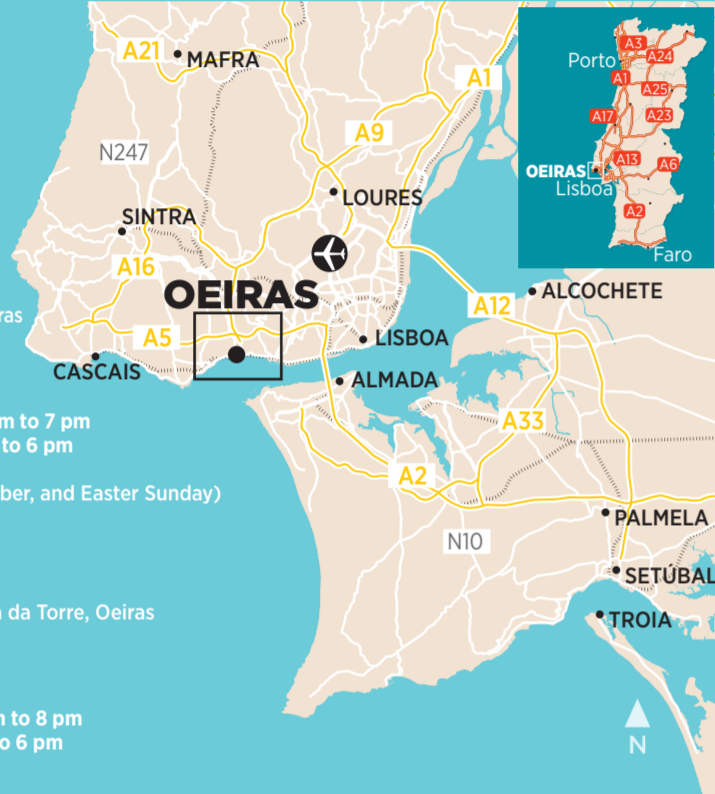 A21
MAFRA
A1
A9
N247
LOURES
SINTRA
A16
OEIRAS
A12
ALCOCHETE
ras
A5
LISBOA
CASCAIS
ALMADA
m to 7 pm
to 6 pm
A33
A2
ber, and Easter Sunday)
PALMELA
N10
SETÚBAL
da Torre, Oeiras
TROIA
to 8 pm
o 6 pm
N
A3
Porto
A24
A1
A25
A17
A23
A13
A6
OEIRAS
Lisboa
A2
Faro